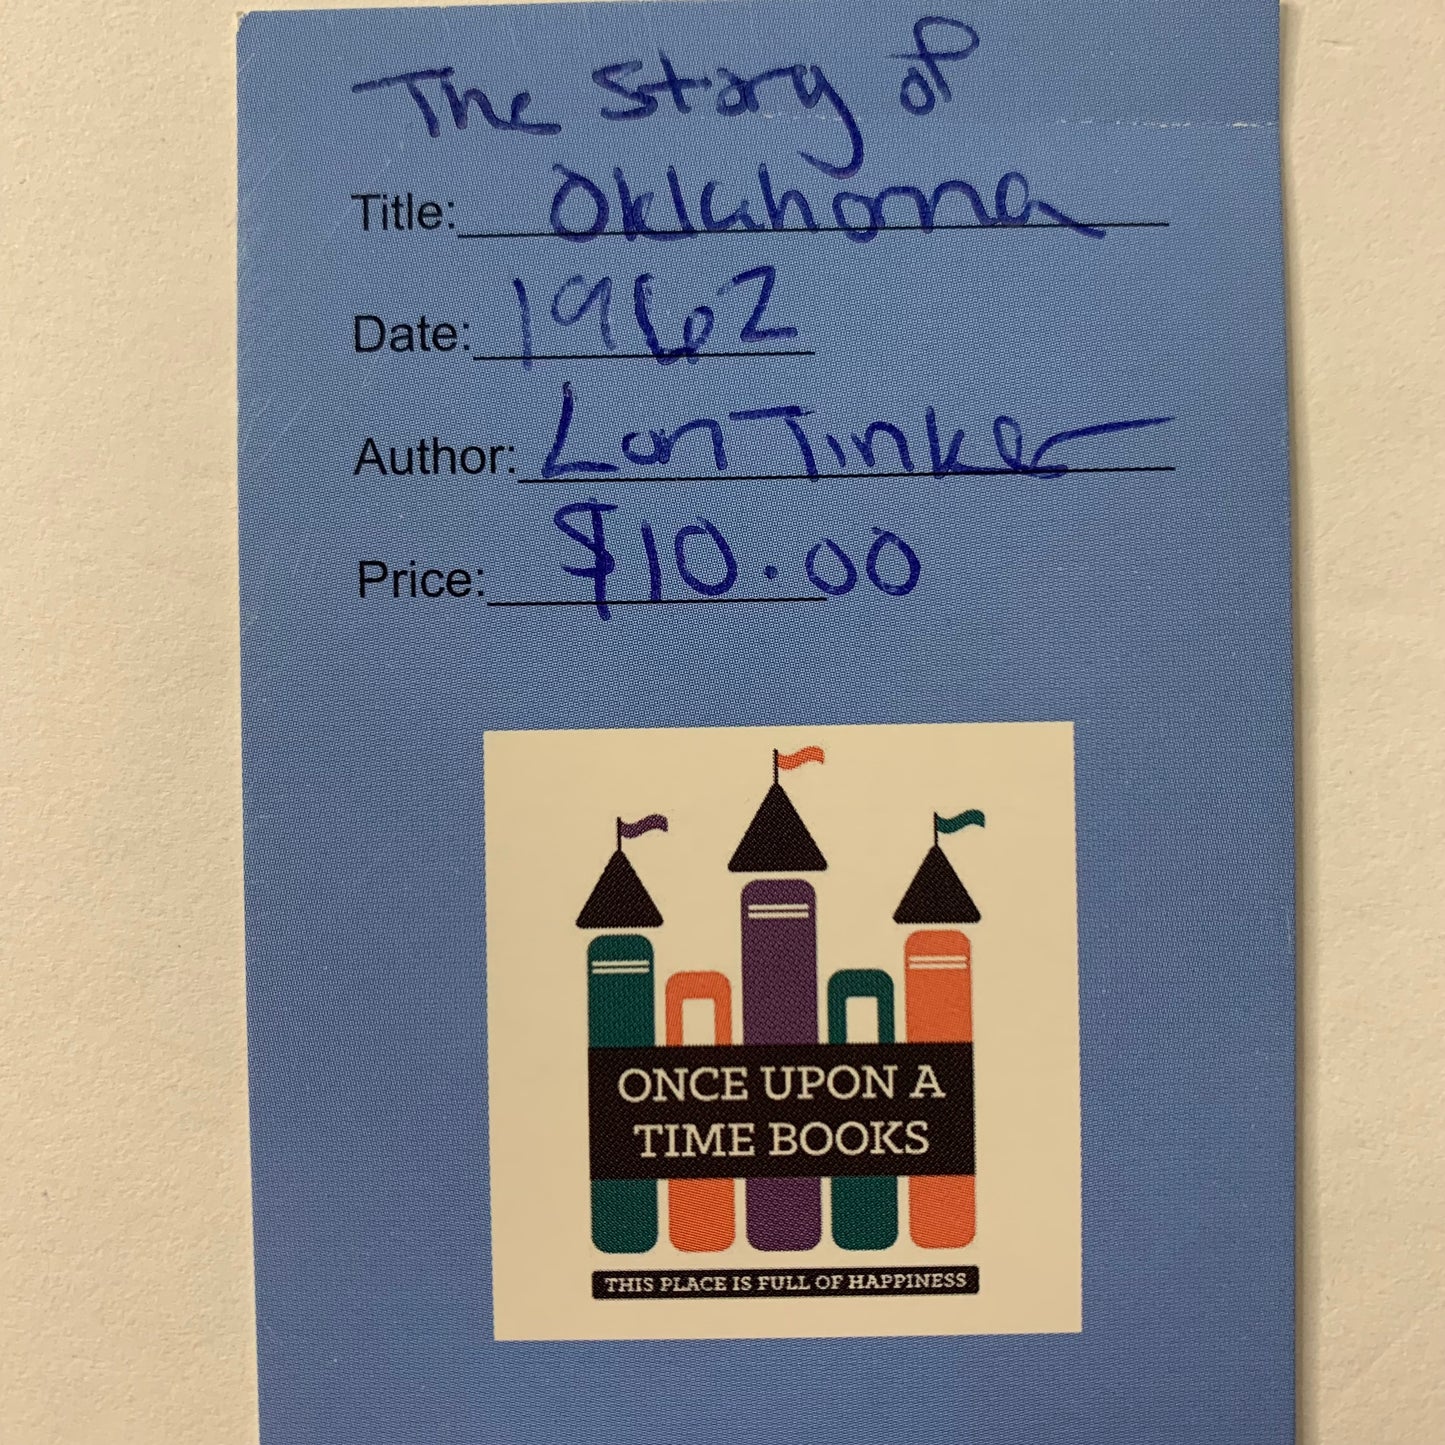 The Story of
Title: Oklahoma
Date: 1962
Author: Lon Tinker
Price: $10.00
ONCE UPON A
TIME BOOKS
THIS PLACE IS FULL OF HAPPINESS